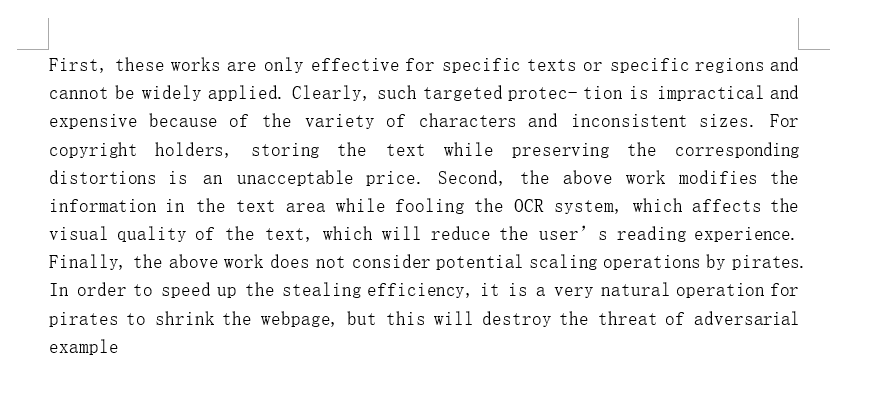 First, these works are only effective for specific texts or specific regions and
cannot be widely applied. Clearly, such targeted protec- tion is impractical and
expensive because of the variety of characters and inconsistent sizes. For
copyright holders, storing the text while preserving the corresponding
distortions is an unacceptable price. Second, the above work modifies the
information in the text area while fooling the OCR system, which affects the
visual quality of the text, which will reduce the user’s reading experience.
Finally, the above work does not consider potential scaling operations by pirates.
In order to speed up the stealing efficiency, it is a very natural operation for
pirates to shrink the webpage, but this will destroy the threat of adversarial
example